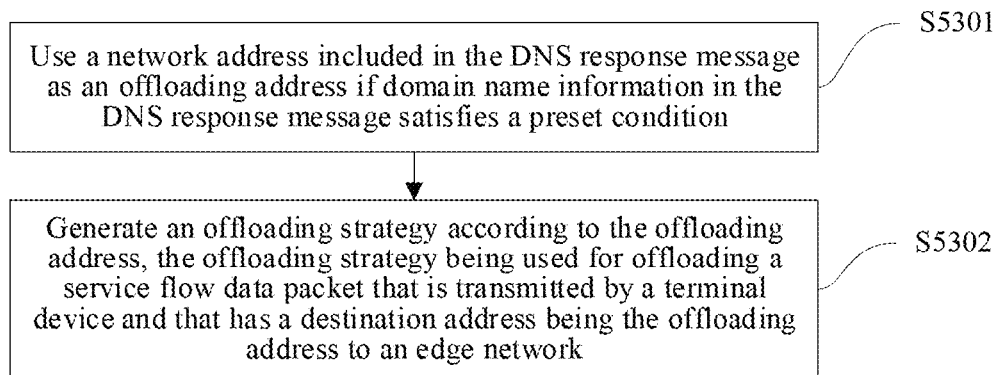 S5301
Use a network address included in the DNS response message
as an offloading address if domain name information in the
DNS response message satisfies a preset condition
Generate an offloading strategy according to the offloading
address, the offloading strategy being used for offloading a
service flow data packet that is transmitted by a terminal
device and that has a destination address being the offloading
address to an edge network
S5302